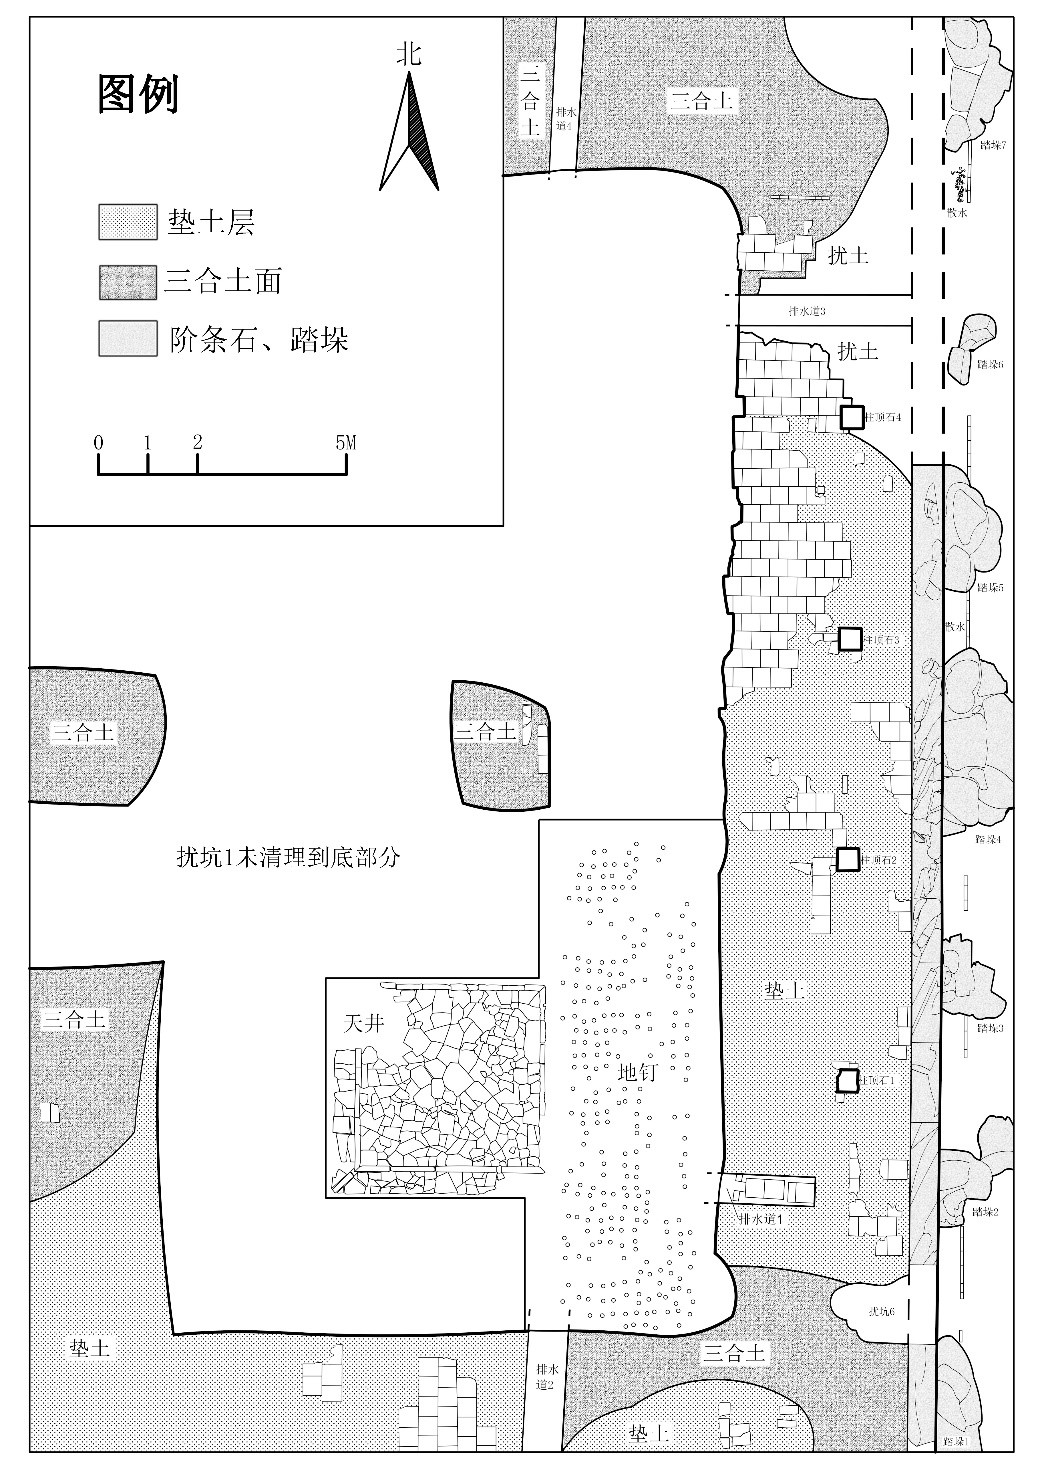 图例
北
垫土层
三合土面
阶条石、踏垛
0 1 2 5M
三
合
土
排水
道4
三合土
踏垛7
散水
扰土
排水道3
扰土
踏垛6
柱顶石4
踏垛5
散水
柱顶石3
三合土
三合土
踏垛4
扰坑1未清理到底部分
柱顶石2
垫土
三合土
天井
踏垛3
地钉
柱顶石1
踏垛2
排水道1
扰坑6
垫土
三合土
排水
道2
垫土
踏垛1